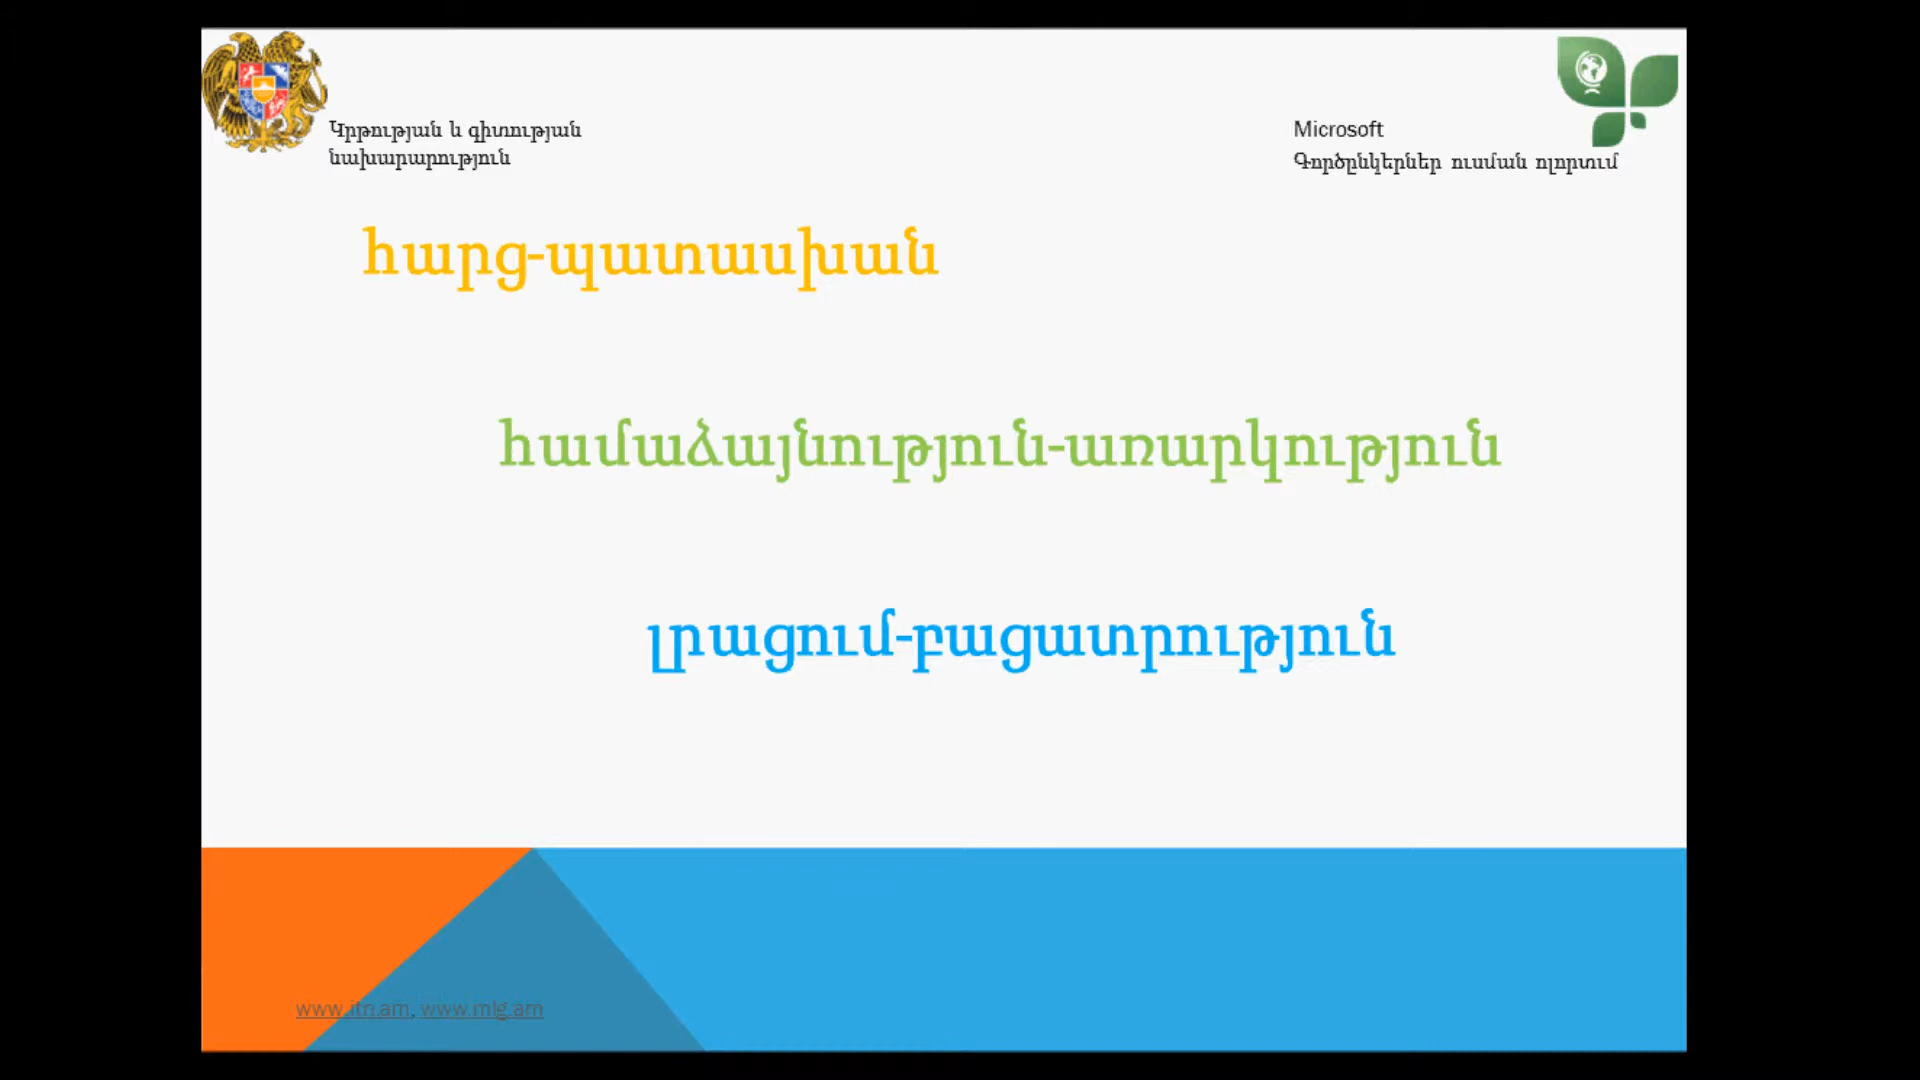 Կրթության և գիտության
նախարարություն
Microsoft
Գործընկերներ ուսման ոլորտւմ
հարց-պատասխան
համաձայնություն-առարկություն
լրացում-բացատրություն
www.itn.am, www.mlg.am